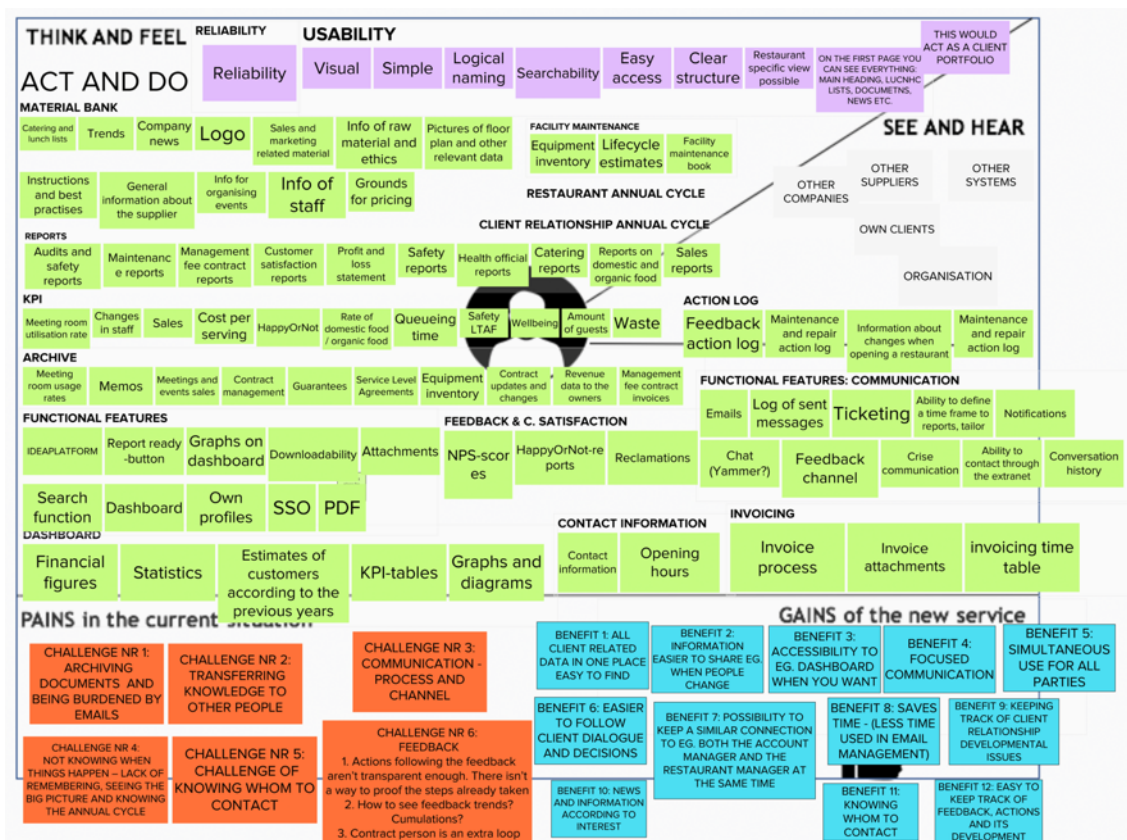 THINK AND FEEL
ACT AND DO
RELIABILITY
Reliability
USABILITY
Visual
Simple
Logical
naming
Searchability
Easy
access
Clear
structure
Restaurant
specific view
possible
ON THE FIRST PAGE YOU
CAN SEE EVERYTHING:
MAIN HEADING, LUCNHC
LISTS, DOCUMETNS,
NEWS ETC.
THIS WOULD
ACT AS A CLIENT
PORTFOLIO
MATERIAL BANK
Catering and
lunch lists
Trends
Company
news
Logo
Sales and
marketing
related material
Info of raw
material and
ethics
Pictures of floor
plan and other
relevant data
Instructions
and best
practises
General
information about
the supplier
Info for
organising
events
Info of
staff
Grounds
for pricing
FACILITY MAINTENANCE
Equipment
inventory
Lifecycle
estimates
Facility
maintenance
book
RESTAURANT ANNUAL CYCLE
CLIENT RELATIONSHIP ANNUAL CYCLE
SEE AND HEAR
OTHER
COMPANIES
OTHER
SUPPLIERS
OTHER
SYSTEMS
OWN CLIENTS
ORGANISATION
REPORTS
Audits and
safety
reports
Maintenanc
e reports
Management
fee contract
reports
Customer
satisfaction
reports
Profit and
loss
statement
Safety
reports
Health official
reports
Catering
reports
Reports on
domestic and
organic food
Sales
reports
KPI
Meeting room
utilisation rate
Changes
in staff
Sales
Cost per
serving
HappyOrNot
Rate of
domestic food
/ organic food
Queueing
time
Safety
LTAF
Wellbeing
Amount
of guests
Waste
ACTION LOG
Feedback
action log
Maintenance
and repair
action log
Information about
changes when
opening a restaurant
Maintenance
and repair
action log
ARCHIVE
Meeting
room usage
rates
Memos
Meetings and
events sales
Contract
management
Guarantees
Service Level
Agreements
Equipment
inventory
Contract
updates and
changes
Revenue
data to the
owners
Management
fee contract
invoices
FUNCTIONAL FEATURES: COMMUNICATION
Emails
Log of sent
messages
Ticketing
Ability to define
a time frame to
reports, tailor
Notifications
Chat
(Yammer?)
Feedback
channel
Crise
communication
Ability to
contact through
the extranet
Conversation
history
FUNCTIONAL FEATURES
IDEAPLATFORM
Report ready
-button
Graphs on
dashboard
Downloadability
Attachments
Search
function
Dashboard
Own
profiles
SSO
PDF
FEEDBACK & C. SATISFACTION
NPS-scor
es
HappyOrNot-re
ports
Reclamations
DASHBOARD
Financial
figures
Statistics
Estimates of
customers
according to the
previous years
KPI-tables
Graphs and
diagrams
CONTACT INFORMATION
Contact
information
Opening
hours
INVOICING
Invoice
process
Invoice
attachments
invoicing time
table
PAINS in the current situation
CHALLENGE NR 1:
ARCHIVING
DOCUMENTS AND
BEING BURDENED BY
EMAILS
CHALLENGE NR 2:
TRANSFERRING
KNOWLEDGE TO
OTHER PEOPLE
CHALLENGE NR 3:
COMMUNICATION -
PROCESS AND
CHANNEL
CHALLENGE NR 4:
NOT KNOWING WHEN
THINGS HAPPEN – LACK OF
REMEMBERING, SEEING THE
BIG PICTURE AND KNOWING
THE ANNUAL CYCLE
CHALLENGE NR 5:
CHALLENGE OF
KNOWING WHOM TO
CONTACT
CHALLENGE NR 6:
FEEDBACK
1. Actions following the feedback
aren't transparent enough. There isn't
a way to proof the steps already taken
2. How to see feedback trends?
Cumulations?
3. Contract person is an extra loop
GAINS of the new service
BENEFIT 1: ALL
CLIENT RELATED
DATA IN ONE PLACE
EASY TO FIND
BENEFIT 2:
INFORMATION
EASIER TO SHARE EG.
WHEN PEOPLE
CHANGE
BENEFIT 3:
ACCESSIBILITY TO
EG. DASHBOARD
WHEN YOU WANT
BENEFIT 4:
FOCUSED
COMMUNICATION
BENEFIT 5:
SIMULTANEOUS
USE FOR ALL
PARTIES
BENEFIT 6: EASIER
TO FOLLOW
CLIENT DIALOGUE
AND DECISIONS
BENEFIT 7: POSSIBILITY TO
KEEP A SIMILAR CONNECTION
TO EG. BOTH THE ACCOUNT
MANAGER AND THE
RESTAURANT MANAGER AT
THE SAME TIME
BENEFIT 8: SAVES
TIME - (LESS TIME
USED IN EMAIL
MANAGEMENT)
BENEFIT 9: KEEPING
TRACK OF CLIENT
RELATIONSHIP
DEVELOPMENTAL
ISSUES
BENEFIT 10: NEWS
AND INFORMATION
ACCORDING TO
INTEREST
BENEFIT 11:
KNOWING
WHOM TO
CONTACT
BENEFIT 12: EASY TO
KEEP TRACK OF
FEEDBACK, ACTIONS
AND ITS
DEVELOPMENT